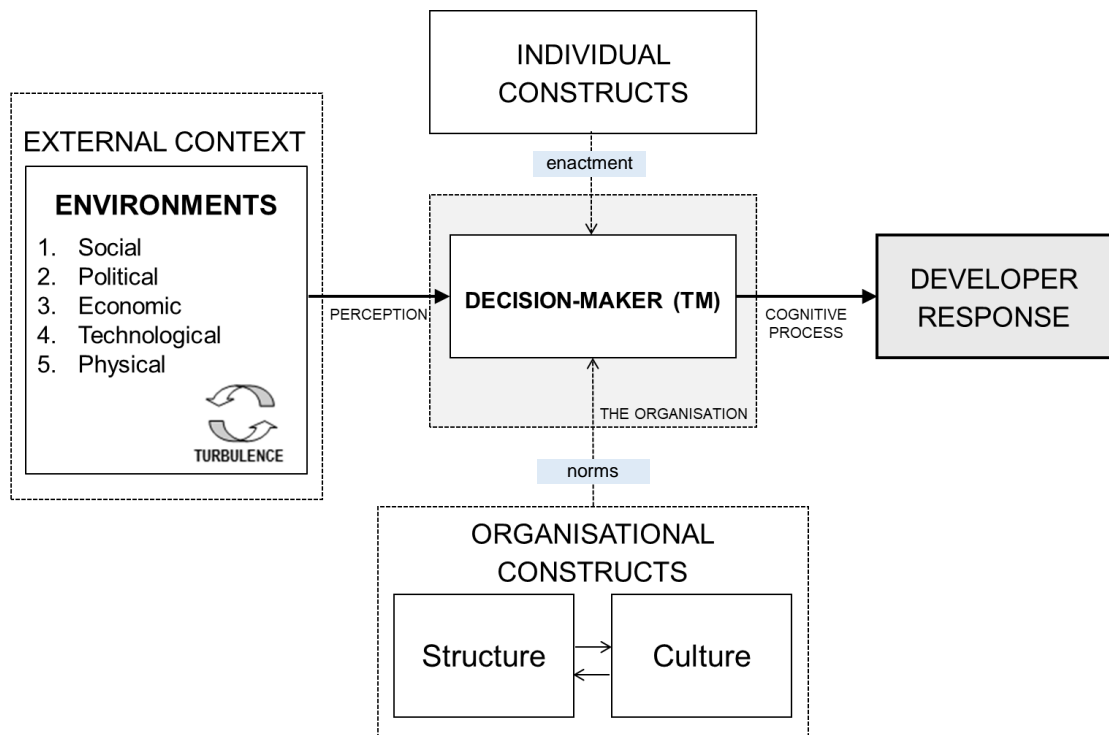 INDIVIDUAL
CONSTRUCTS
EXTERNAL CONTEXT
ENVIRONMENTS
1. Social
2. Political
3. Economic
4. Technological
5. Physical
TURBULENCE
enactment
PERCEPTION
DECISION-MAKER (TM)
THE ORGANISATION
COGNITIVE
PROCESS
DEVELOPER
RESPONSE
norms
ORGANISATIONAL
CONSTRUCTS
Structure
Culture